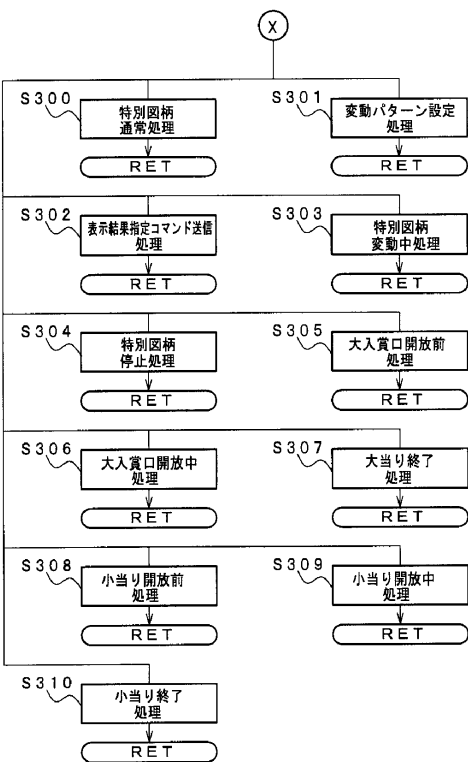 X
S300
特別図柄
通常処理
RET
S301
変動パターン設定
処理
RET
S302
表示結果指定コマンド送信
処理
RET
S303
特別図柄
変動中処理
RET
S304
特別図柄
停止処理
RET
S305
大入賞口開放前
処理
RET
S306
大入賞口開放中
処理
RET
S307
大当り終了
処理
RET
S308
小当り開放前
処理
RET
S309
小当り開放中
処理
RET
S310
小当り終了
処理
RET